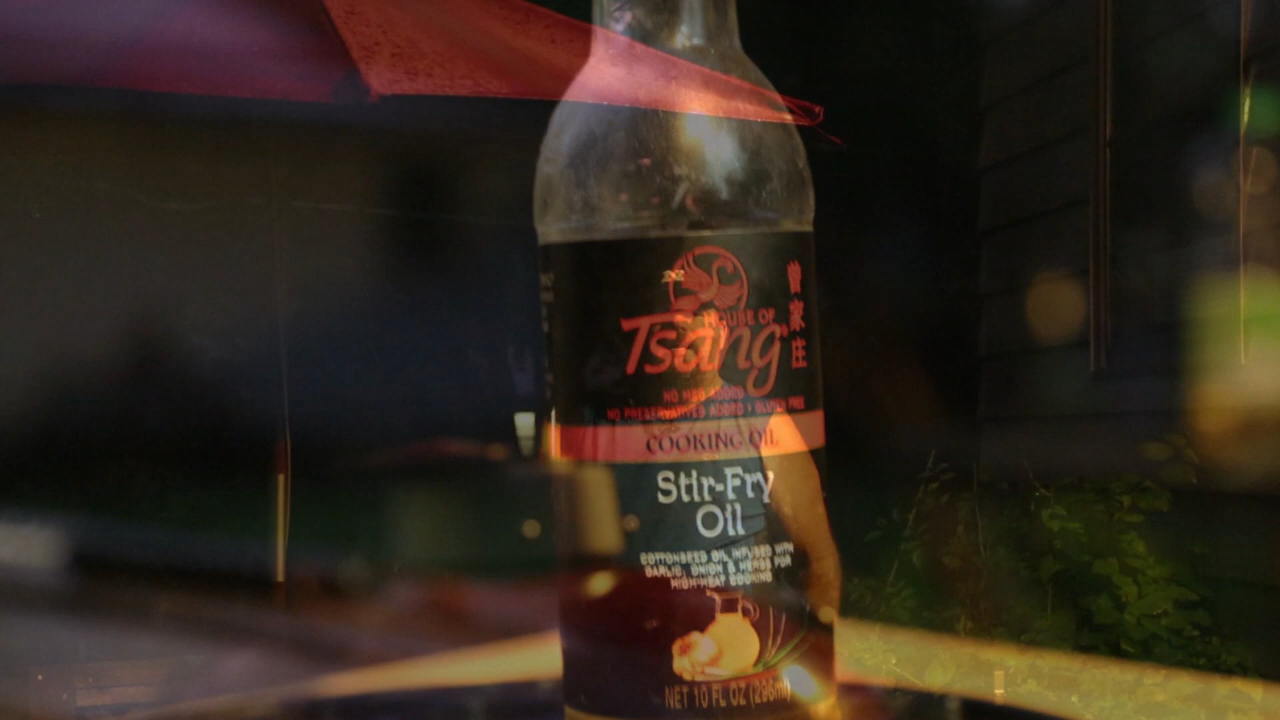 HOUSE OF
Tsang®
曾家庄
NO MSG ADDED
NO PRESERVATIVES ADDED • GLUTEN FREE
COOKING OIL
Stir-Fry
Oil
COTTONSEED OIL INFUSED WITH
GARLIC, ONION & HERBS FOR
HIGH-HEAT COOKING
NET 10 FL OZ (296ml)